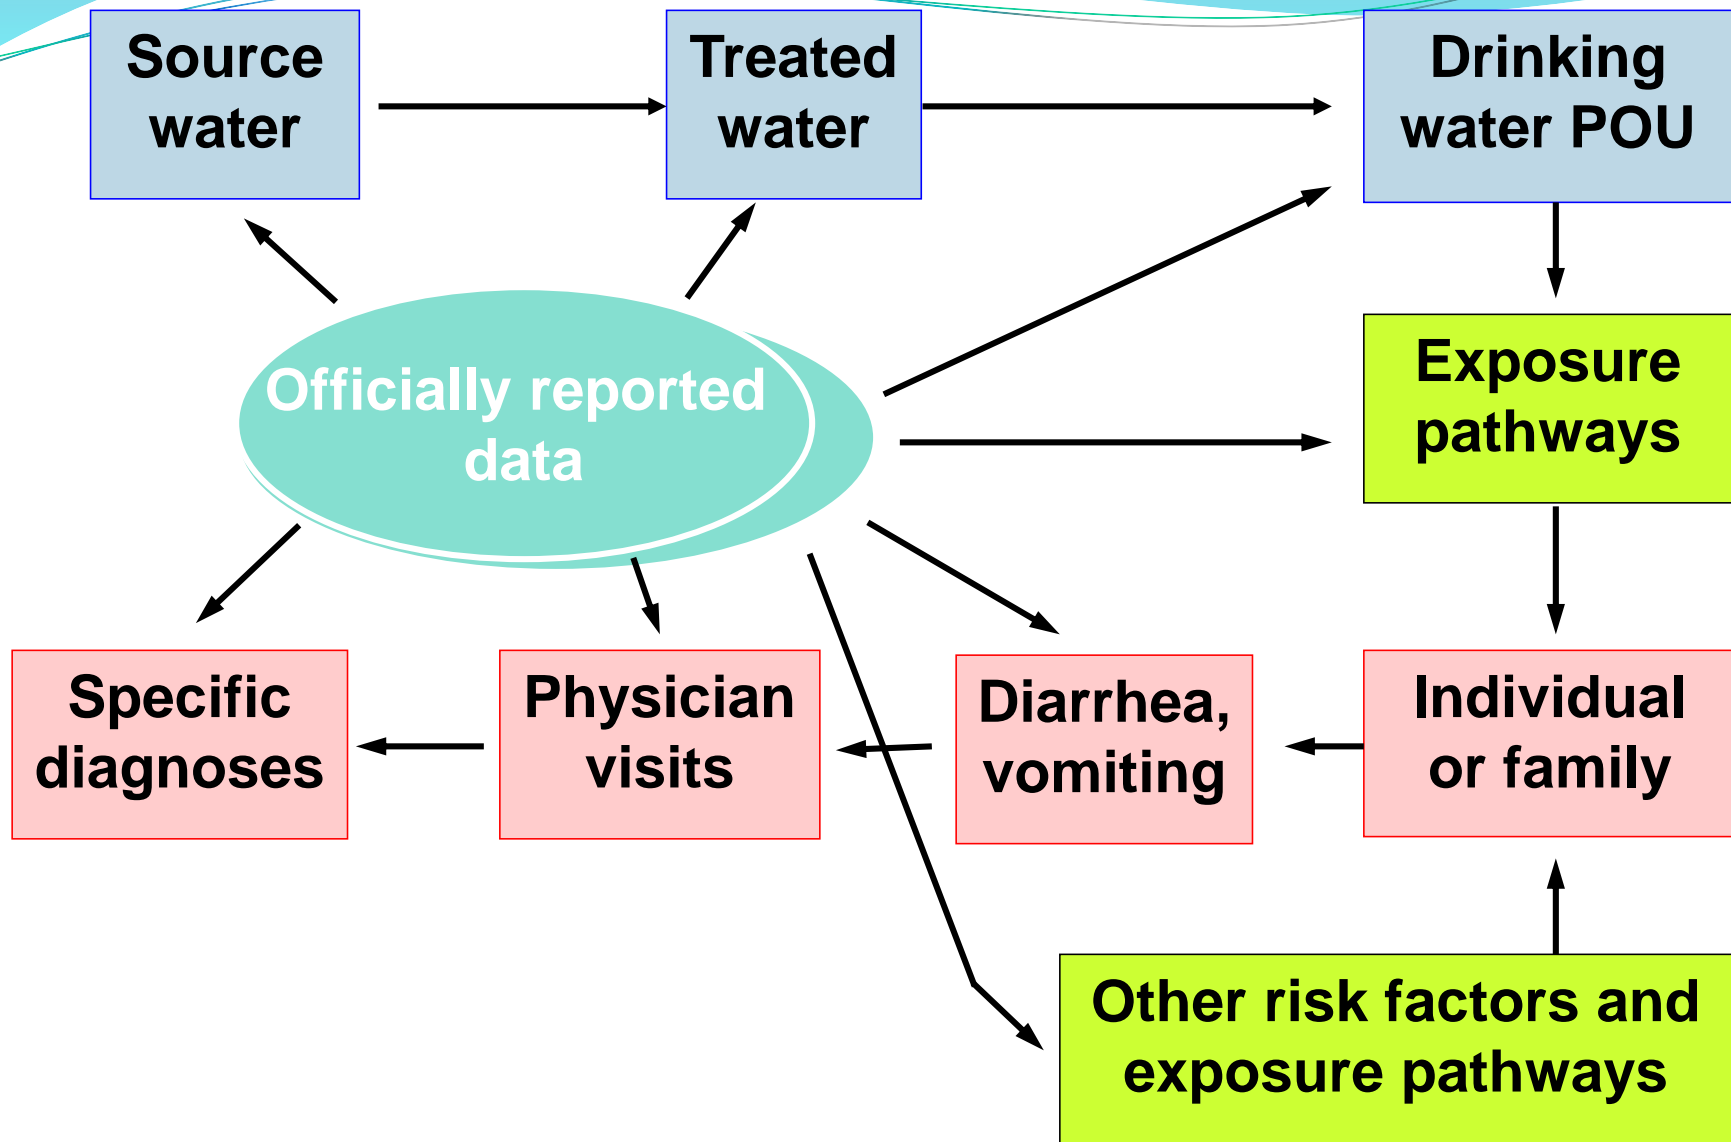 Source
water
Treated
water
Drinking
water POU
Officially reported
data
Exposure
pathways
Specific
diagnoses
Physician
visits
Diarrhea,
vomiting
Individual
or family
Other risk factors and
exposure pathways